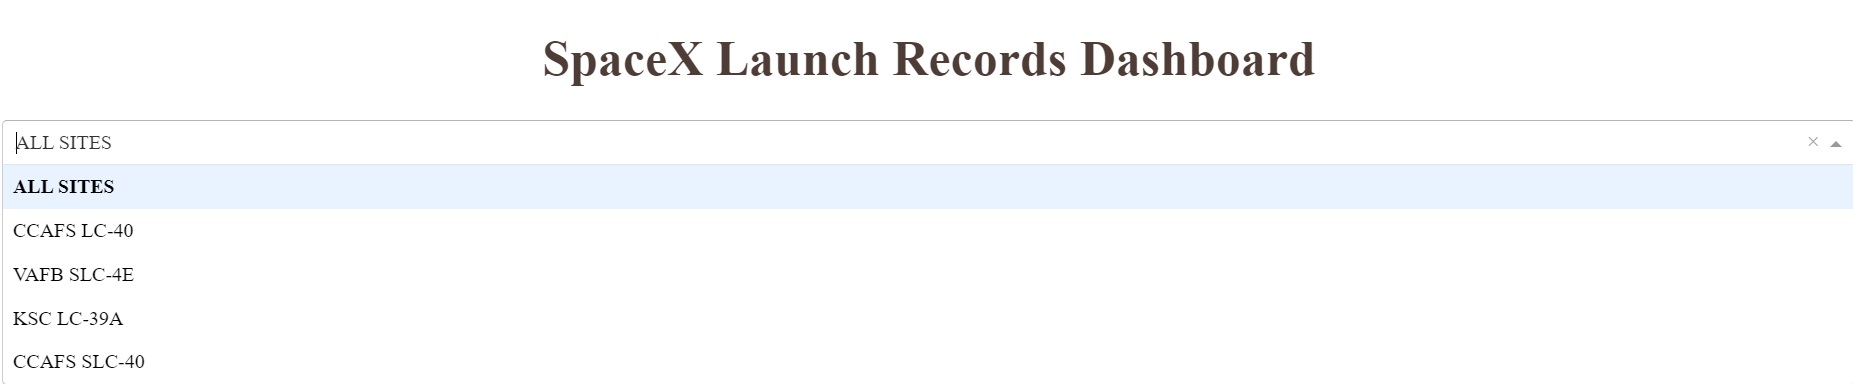 SpaceX Launch Records Dashboard
ALL SITES
ALL SITES
CCAFS LC-40
VAFB SLC-4E
KSC LC-39A
CCAFS SLC-40